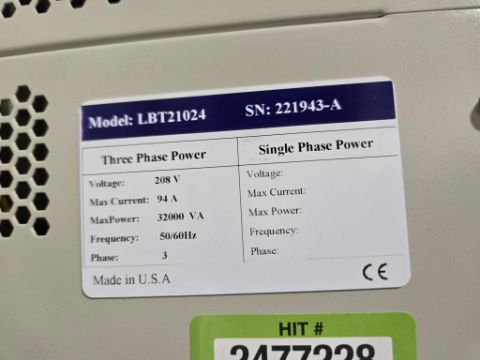 Model: LBT21024 SN: 221943-A
Three Phase Power Single Phase Power
Voltage: 208 V Voltage:
Max Current: 94 A Max Current:
MaxPower: 32000 VA Max Power:
Frequency: 50/60Hz Frequency:
Phase: 3 Phase:
Made in U.S.A CE
HIT #
2477228